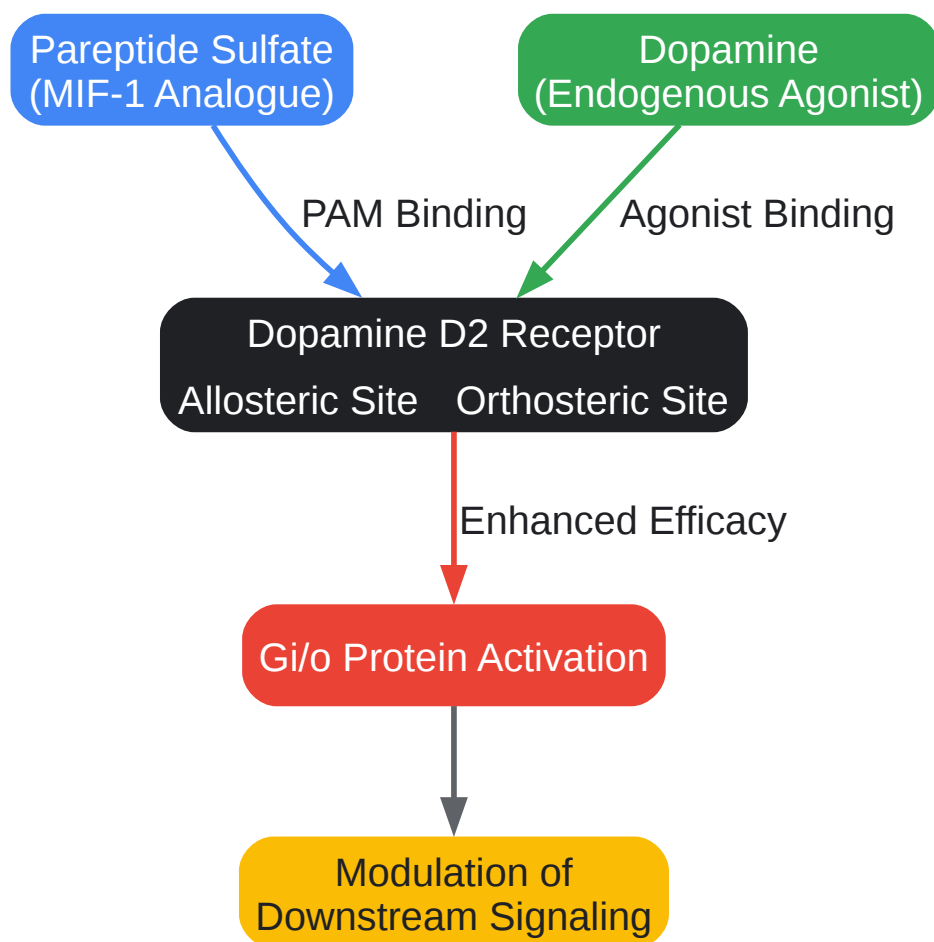 Pareptide Sulfate
(MIF-1 Analogue)
Dopamine
(Endogenous Agonist)
PAM Binding
Agonist Binding
Dopamine D2 Receptor
Allosteric Site
Orthosteric Site
Enhanced Efficacy
Gi/o Protein Activation
Modulation of
Downstream Signaling